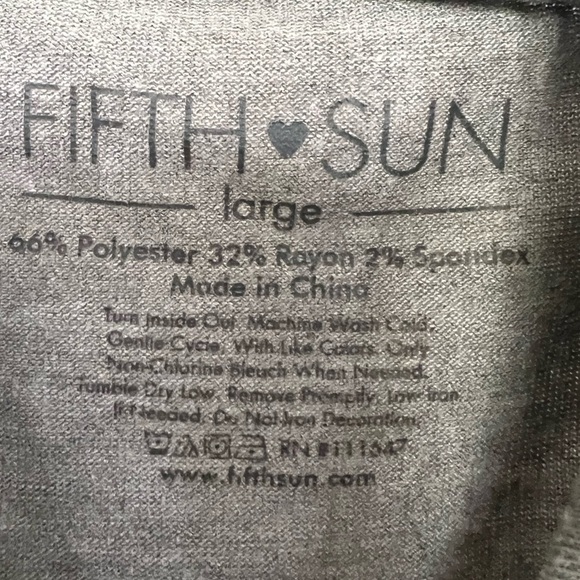 FIFTH♥SUN
large
66% Polyester 32% Rayon 2% Spandex
Made in China
Turn Inside Out. Machine Wash Cold.
Gentle Cycle. With Like Colors. Only
Non-Chlorine Bleach When Needed.
Tumble Dry Low. Remove Promptly. Low Iron
If Needed. Do Not Iron Decoration.
RN #111647
www.fifthsun.com